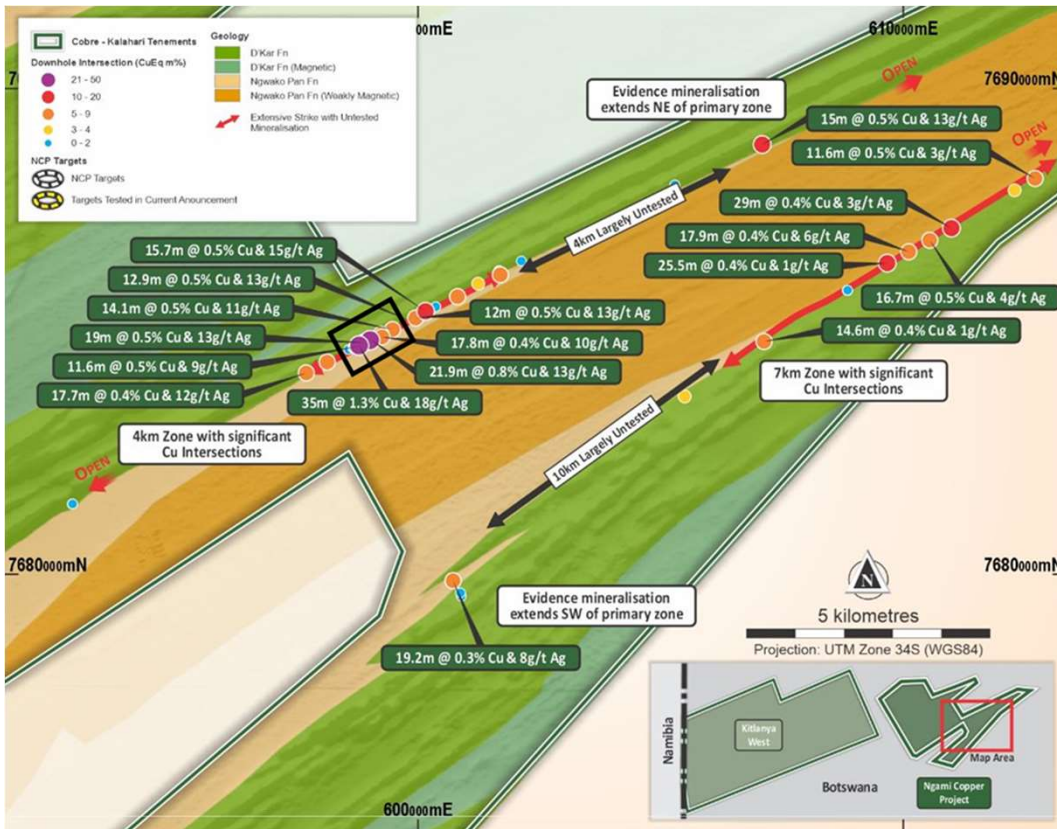 Cobre - Kalahari Tenements
Downhole Intersection (CuEq m%)
21 - 50
10 - 20
5 - 9
3 - 4
0 - 2
NCP Targets
NCP Targets
Targets Tested in Current Anouncement
Geology
D'Kar Fn
D'Kar Fn (Magnetic)
Ngwako Pan Fn
Ngwako Pan Fn (Weakly Magnetic)
Extensive Strike with Untested
Mineralisation
000mE
610000mE
7690000mN
OPEN
OPEN
Evidence mineralisation
extends NE of primary zone
15m @ 0.5% Cu & 13g/t Ag
11.6m @ 0.5% Cu & 3g/t Ag
29m @ 0.4% Cu & 3g/t Ag
17.9m @ 0.4% Cu & 6g/t Ag
25.5m @ 0.4% Cu & 1g/t Ag
4km Largely Untested
15.7m @ 0.5% Cu & 15g/t Ag
12.9m @ 0.5% Cu & 13g/t Ag
14.1m @ 0.5% Cu & 11g/t Ag
19m @ 0.5% Cu & 13g/t Ag
11.6m @ 0.5% Cu & 9g/t Ag
17.7m @ 0.4% Cu & 12g/t Ag
12m @ 0.5% Cu & 13g/t Ag
17.8m @ 0.4% Cu & 10g/t Ag
21.9m @ 0.8% Cu & 13g/t Ag
35m @ 1.3% Cu & 18g/t Ag
16.7m @ 0.5% Cu & 4g/t Ag
14.6m @ 0.4% Cu & 1g/t Ag
7km Zone with significant
Cu Intersections
4km Zone with significant
Cu Intersections
OPEN
10km Largely Untested
7680000mN
7680000mN
Evidence mineralisation
extends SW of primary zone
19.2m @ 0.3% Cu & 8g/t Ag
N
5 kilometres
Projection: UTM Zone 34S (WGS84)
600000mE
Namibia
Kitlanya
West
Botswana
Map Area
Ngami Copper
Project